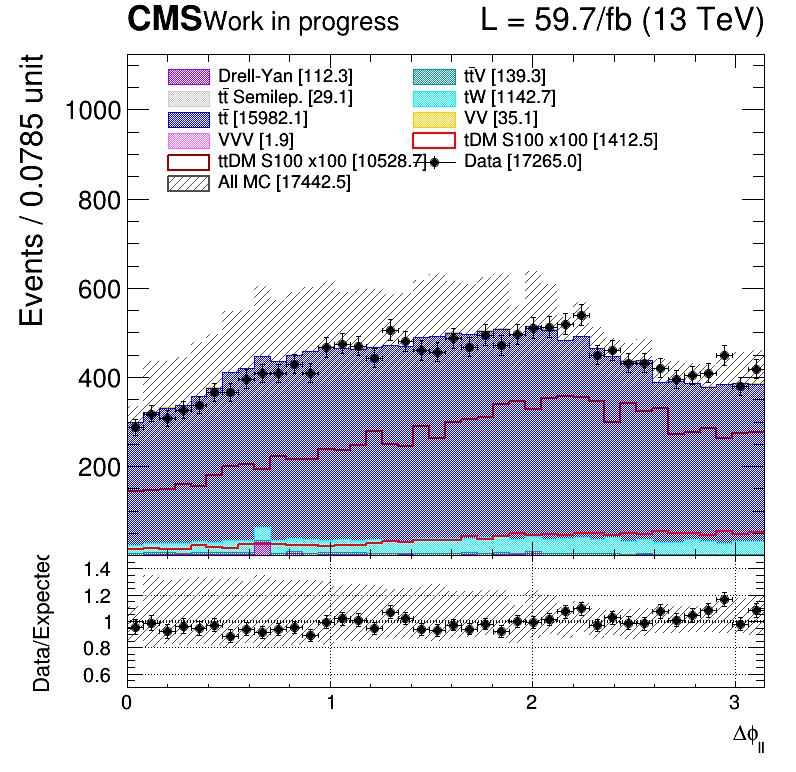 CMS Work in progress L = 59.7/fb (13 TeV)
Drell-Yan [112.3] tt̄V [139.3]
tt̄ Semilep. [29.1] tW [1142.7]
tt̄ [15982.1] VV [35.1]
VVV [1.9] tDM S100 x100 [1412.5]
ttDM S100 x100 [10528.7] Data [17265.0]
All MC [17442.5]
Events / 0.0785 unit
1000
800
600
400
200
Data/Expected
1.4
1.2
1
0.8
0.6
0 1 2 3
Δϕ_ll